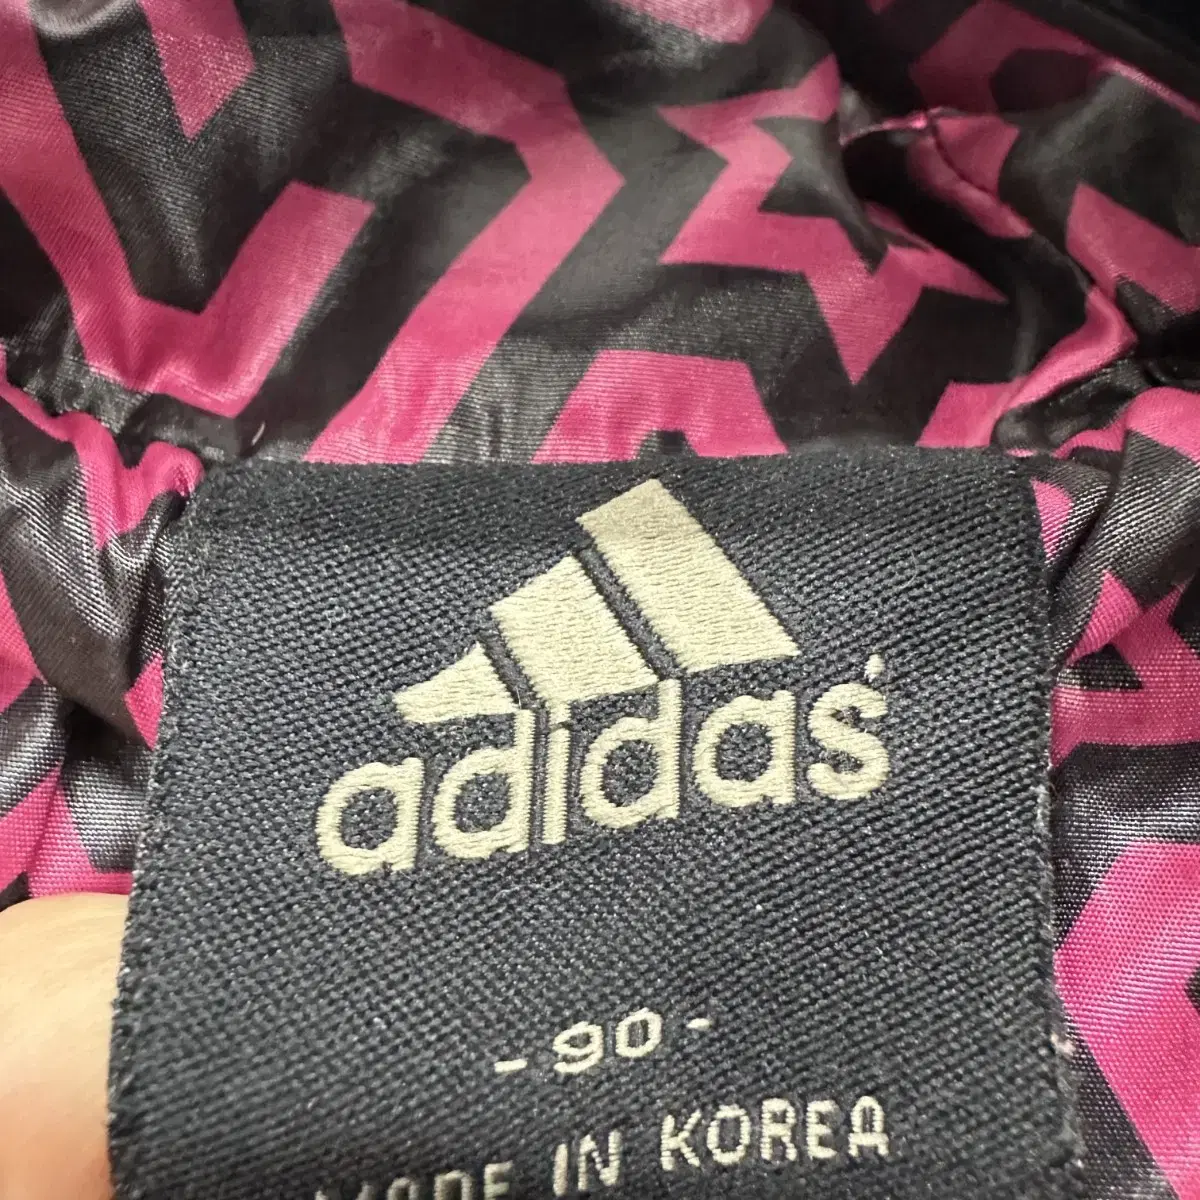 adidas
- 90 -
MADE IN KOREA